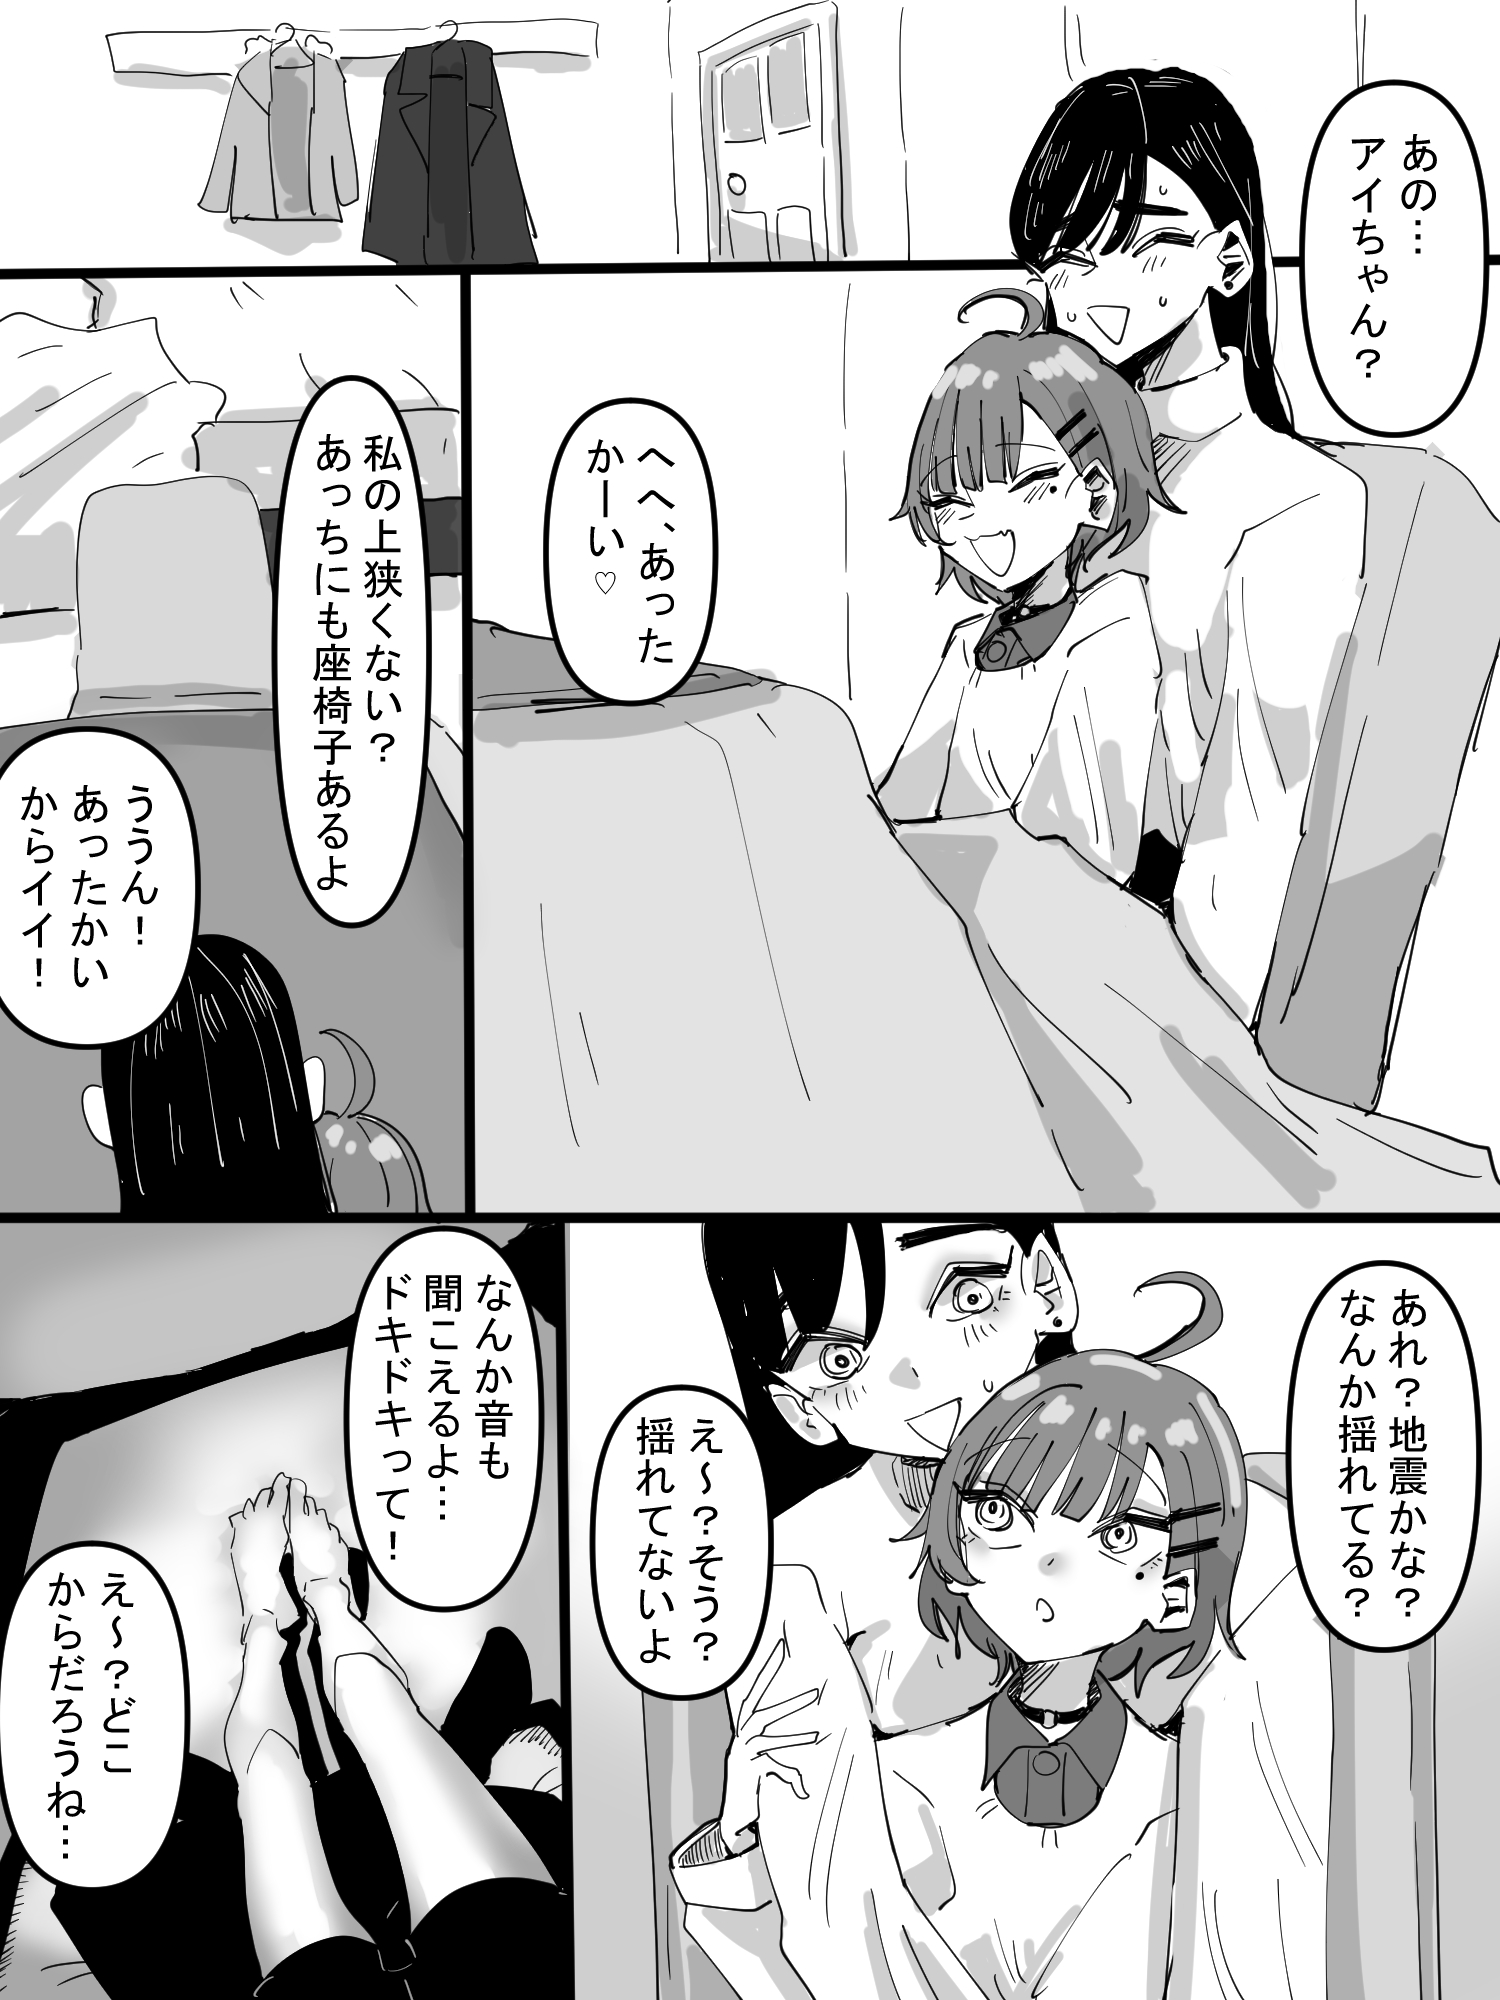 あの…
アイちゃん？
へへ、あった
かーい♡
私の上狭くない？
あっちにも座椅子あるよ
ううん！
あったかい
からイイ！
あれ？地震かな？
なんか揺れてる？
え～？そう？
揺れてないよ
なんか音も
聞こえるよ…
ドキドキって！
え～？どこ
からだろうね…